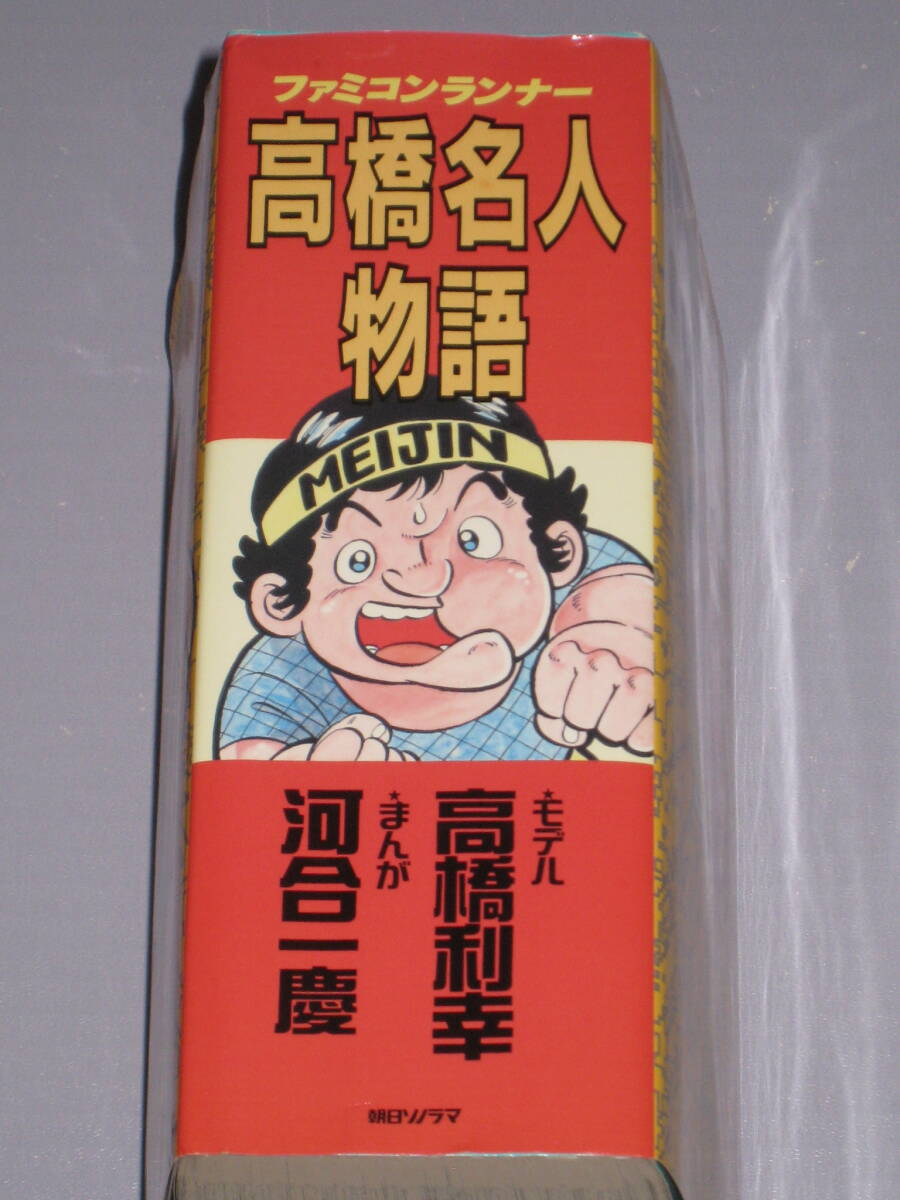 ファミコンランナー
高橋名人
物語
MEIJIN
★モデル
高橋利幸
★まんが
河合一慶
朝日ソノラマ